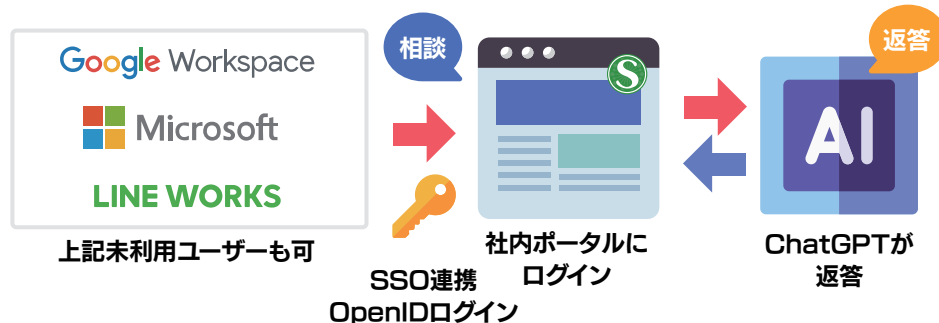 Google Workspace
Microsoft
LINE WORKS
上記未利用ユーザーも可
相談
SSO連携
OpenIDログイン
S
社内ポータルに
ログイン
返答
AI
ChatGPTが
返答